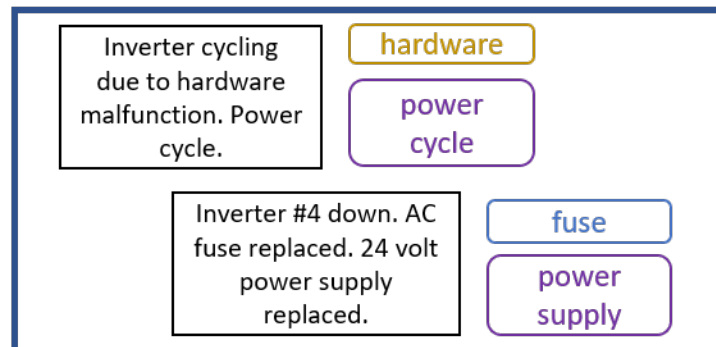 Inverter cycling
due to hardware
malfunction. Power
cycle.
hardware
power
cycle
Inverter #4 down. AC
fuse replaced. 24 volt
power supply
replaced.
fuse
power
supply